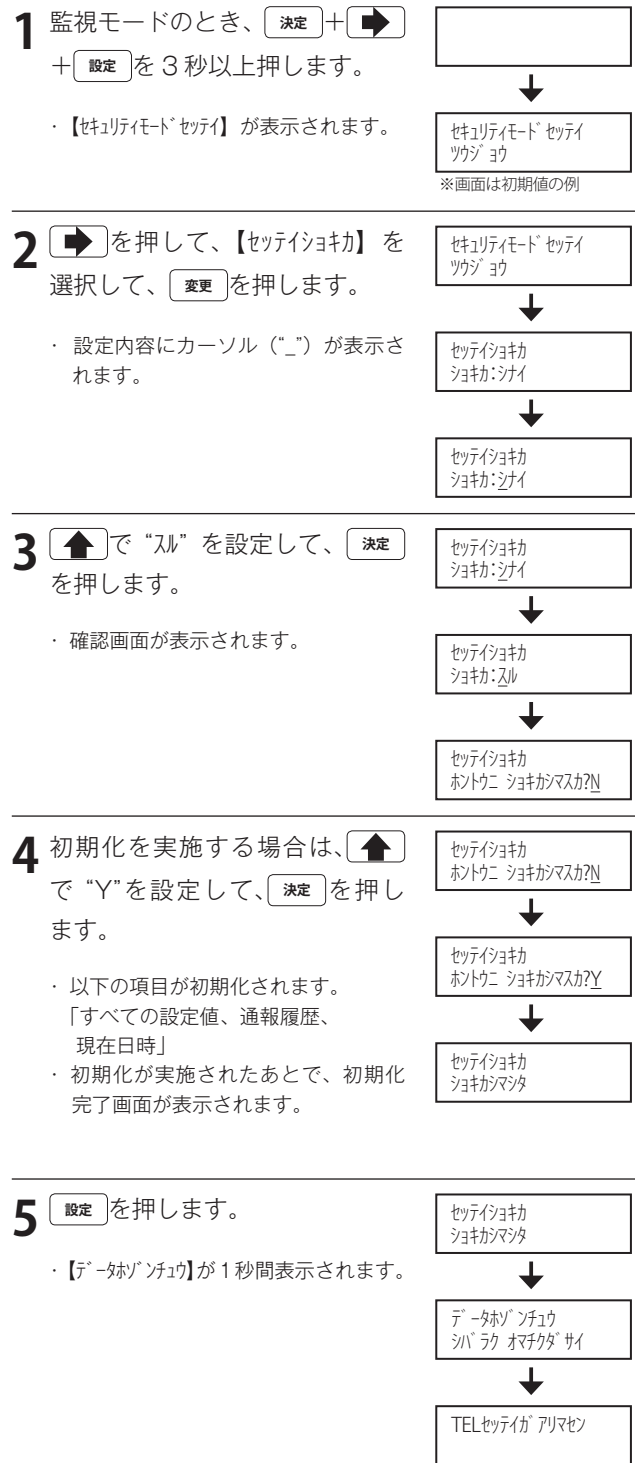 1 監視モードのとき、決定+➡
+設定を3秒以上押します。
・【ｾｷｭﾘﾃｨﾓｰﾄﾞｾｯﾃｲ】が表示されます。
ｾｷｭﾘﾃｨﾓｰﾄﾞｾｯﾃｲ
ﾂｳｼﾞｮｳ
※画面は初期値の例
2 ➡を押して、【ｾｯﾃｲｼｮｷｶ】を
選択して、変更を押します。
・ 設定内容にカーソル（“_”）が表示さ
れます。
ｾｷｭﾘﾃｨﾓｰﾄﾞｾｯﾃｲ
ﾂｳｼﾞｮｳ
ｾｯﾃｲｼｮｷｶ
ｼｮｷｶ:ｼﾅｲ
ｾｯﾃｲｼｮｷｶ
ｼｮｷｶ:ｼﾅｲ
3 ⬆で“ｽﾙ”を設定して、決定
を押します。
・ 確認画面が表示されます。
ｾｯﾃｲｼｮｷｶ
ｼｮｷｶ:ｼﾅｲ
ｾｯﾃｲｼｮｷｶ
ｼｮｷｶ:ｽﾙ
ｾｯﾃｲｼｮｷｶ
ﾎﾝﾄｳﾆ ｼｮｷｶｼﾏｽｶ?N
4 初期化を実施する場合は、⬆
で“Y”を設定して、決定を押し
ます。
・ 以下の項目が初期化されます。
「すべての設定値、通報履歴、
現在日時」
・ 初期化が実施されたあとで、初期化
完了画面が表示されます。
ｾｯﾃｲｼｮｷｶ
ﾎﾝﾄｳﾆ ｼｮｷｶｼﾏｽｶ?N
ｾｯﾃｲｼｮｷｶ
ﾎﾝﾄｳﾆ ｼｮｷｶｼﾏｽｶ?Y
ｾｯﾃｲｼｮｷｶ
ｼｮｷｶｼﾏｼﾀ
5 設定を押します。
・【ﾃﾞｰﾀﾎｿﾞﾝﾁｭｳ】が1秒間表示されます。
ｾｯﾃｲｼｮｷｶ
ｼｮｷｶｼﾏｼﾀ
ﾃﾞｰﾀﾎｿﾞﾝﾁｭｳ
ｼﾊﾞﾗｸ ｵﾏﾁｸﾀﾞｻｲ
TELｾｯﾃｲｶﾞｱﾘﾏｾﾝ